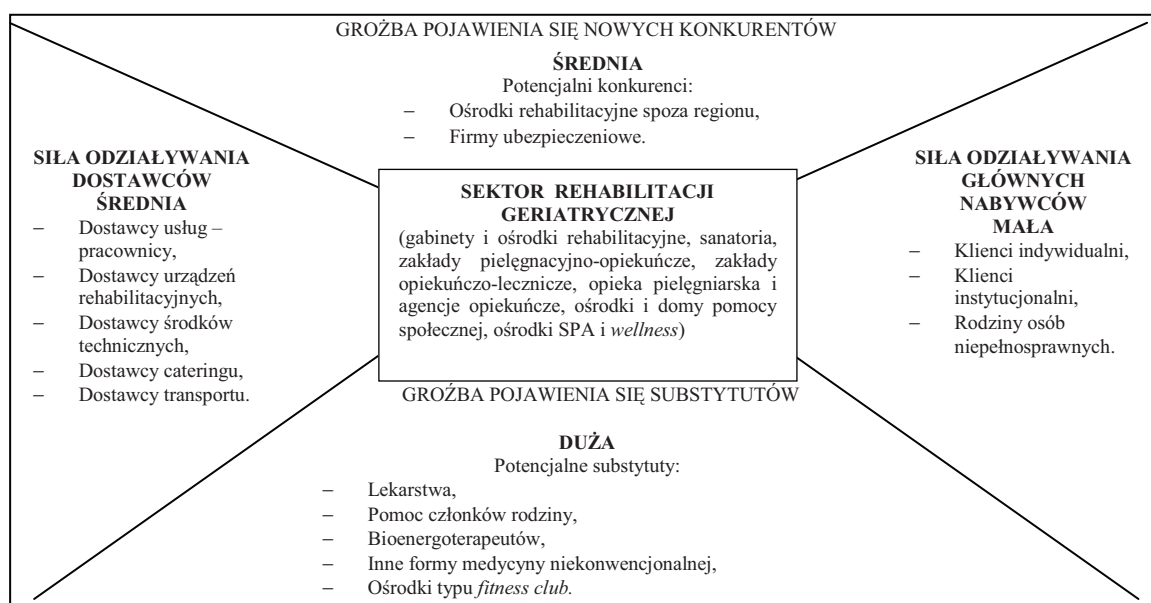 GROŹBA POJAWIENIA SIĘ NOWYCH KONKURENTÓW
ŚREDNIA
Potencjalni konkurenci:
– Ośrodki rehabilitacyjne spoza regionu,
– Firmy ubezpieczeniowe.
SIŁA ODZIAŁYWANIA
DOSTAWCÓW
ŚREDNIA
– Dostawcy usług –
pracownicy,
– Dostawcy urządzeń
rehabilitacyjnych,
– Dostawcy środków
technicznych,
– Dostawcy cateringu,
– Dostawcy transportu.
SEKTOR REHABILITACJI
GERIATRYCZNEJ
(gabinety i ośrodki rehabilitacyjne, sanatoria,
zakłady pielęgnacyjno-opiekuńcze, zakłady
opiekuńczo-lecznicze, opieka pielęgniarska i
agencje opiekuńcze, ośrodki i domy pomocy
społecznej, ośrodki SPA i wellness)
SIŁA ODZIAŁYWANIA
GŁÓWNYCH
NABYWCÓW
MAŁA
– Klienci indywidualni,
– Klienci
instytucjonalni,
– Rodziny osób
niepełnosprawnych.
GROŹBA POJAWIENIA SIĘ SUBSTYTUTÓW
DUŻA
Potencjalne substytuty:
– Lekarstwa,
– Pomoc członków rodziny,
– Bioenergoterapeutów,
– Inne formy medycyny niekonwencjonalnej,
– Ośrodki typu fitness club.